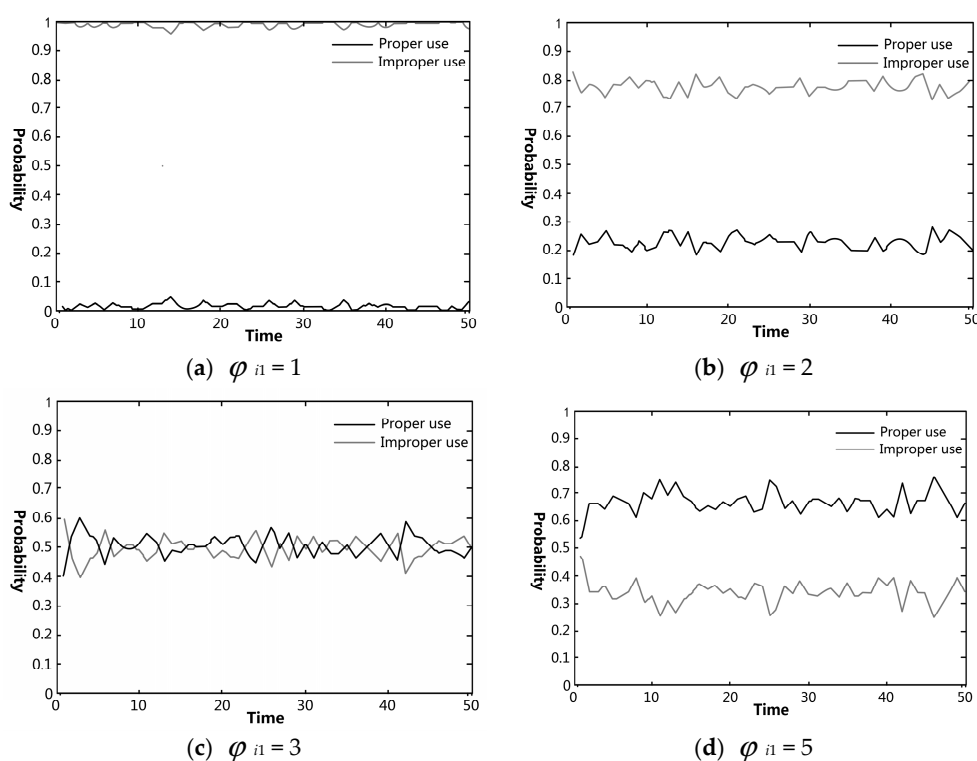 1
0.9
0.8
0.7
0.6
0.5
0.4
0.3
0.2
0.1
0
Probability
Proper use
Improper use
0 10 20 30 40 50
Time
(a) φ i1 = 1
1
0.9
0.8
0.7
0.6
0.5
0.4
0.3
0.2
0.1
0
Probability
Proper use
Improper use
0 10 20 30 40 50
Time
(b) φ i1 = 2
1
0.9
0.8
0.7
0.6
0.5
0.4
0.3
0.2
0.1
0
Probability
Proper use
Improper use
0 10 20 30 40 50
Time
(c) φ i1 = 3
1
0.9
0.8
0.7
0.6
0.5
0.4
0.3
0.2
0.1
0
Probability
Proper use
Improper use
0 10 20 30 40 50
Time
(d) φ i1 = 5